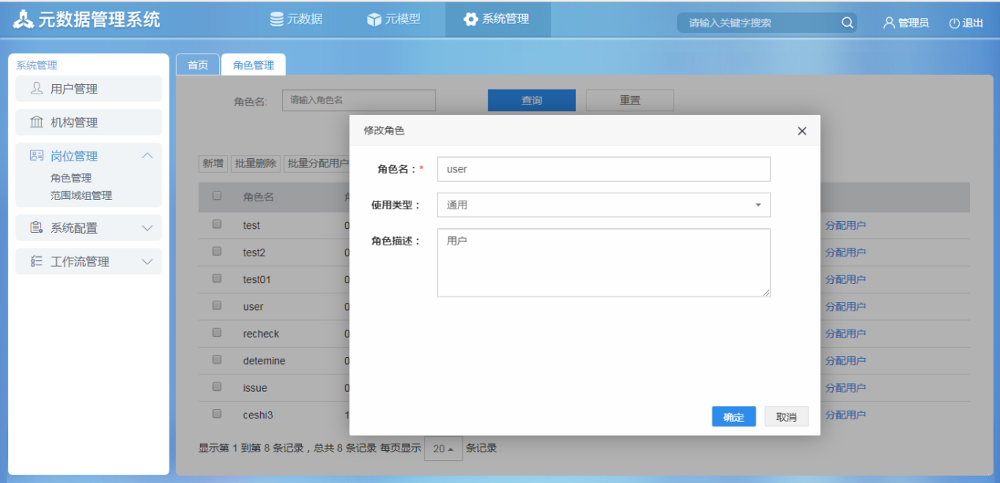 元数据管理系统 元数据 元模型 系统管理 请输入关键字搜索 管理员 退出
系统管理
用户管理
机构管理
岗位管理
角色管理
范围域组管理
系统配置
工作流管理
首页 角色管理
角色名: 请输入角色名 查询 重置
新增 批量删除 批量分配用户
角色名
test 0 分配用户
test2 0 分配用户
test01 0 分配用户
user 0 分配用户
recheck 0 分配用户
detemine 0 分配用户
issue 0 分配用户
ceshi3 1 分配用户
显示第 1 到第 8 条记录，总共 8 条记录 每页显示 20 条记录
修改角色
角色名：* user
使用类型： 通用
角色描述： 用户
确定 取消